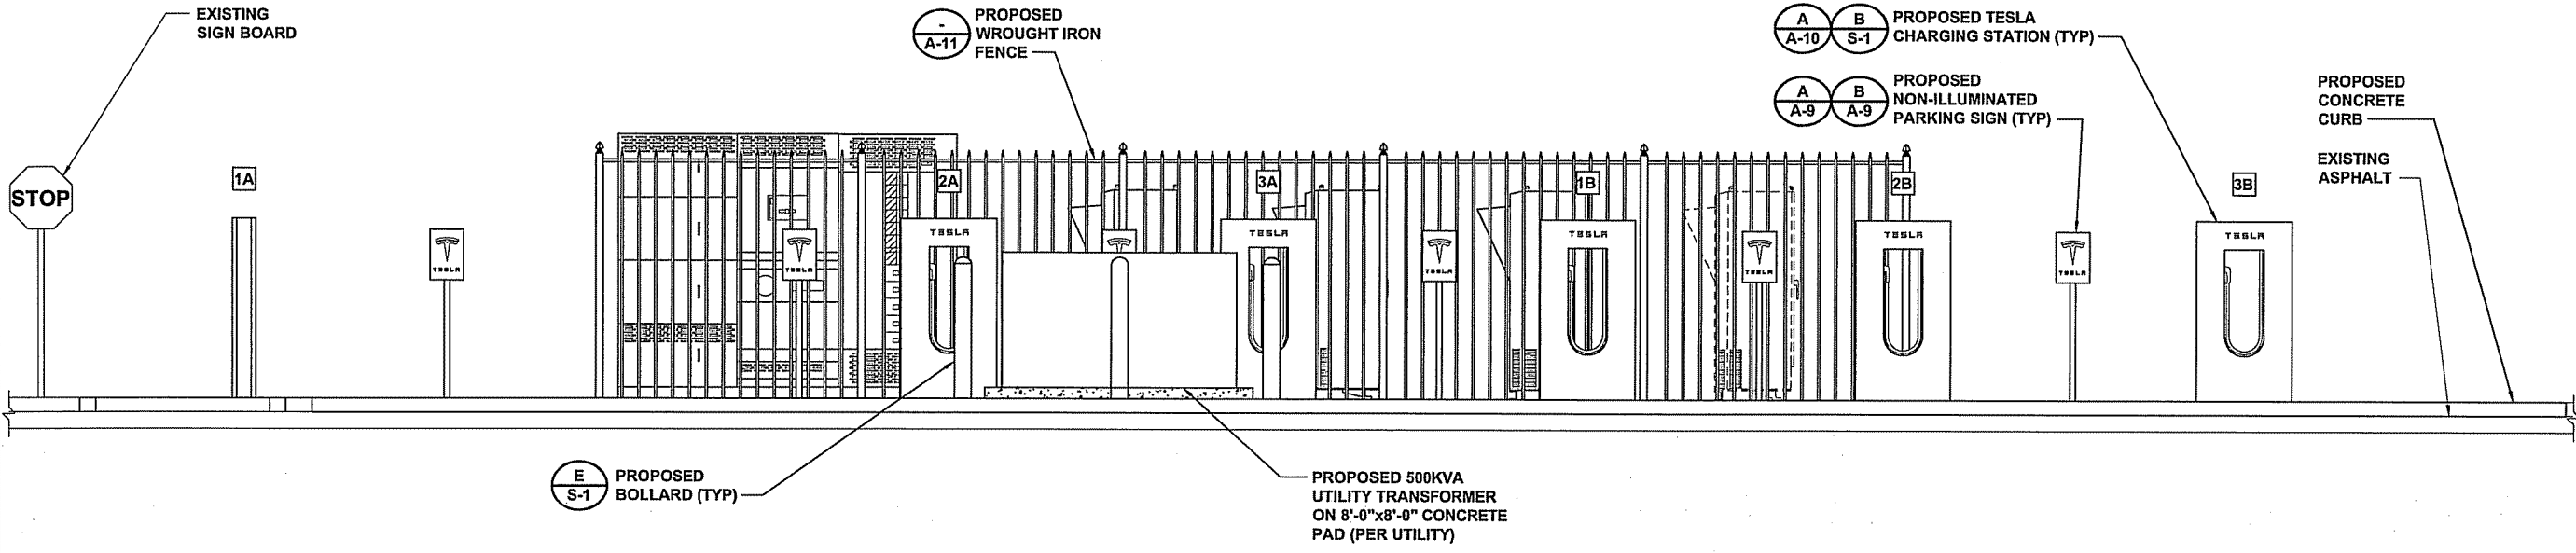 EXISTING
SIGN BOARD
STOP
1A
TESLA
-
A-11
PROPOSED
WROUGHT IRON
FENCE
A
A-10
B
S-1
PROPOSED TESLA
CHARGING STATION (TYP)
A
A-9
B
A-9
PROPOSED
NON-ILLUMINATED
PARKING SIGN (TYP)
PROPOSED
CONCRETE
CURB
EXISTING
ASPHALT
TESLA
2A
TESLA
3A
TESLA
TESLA
1B
TESLA
TESLA
2B
TESLA
TESLA
3B
TESLA
E
S-1
PROPOSED
BOLLARD (TYP)
PROPOSED 500KVA
UTILITY TRANSFORMER
ON 8'-0"x8'-0" CONCRETE
PAD (PER UTILITY)